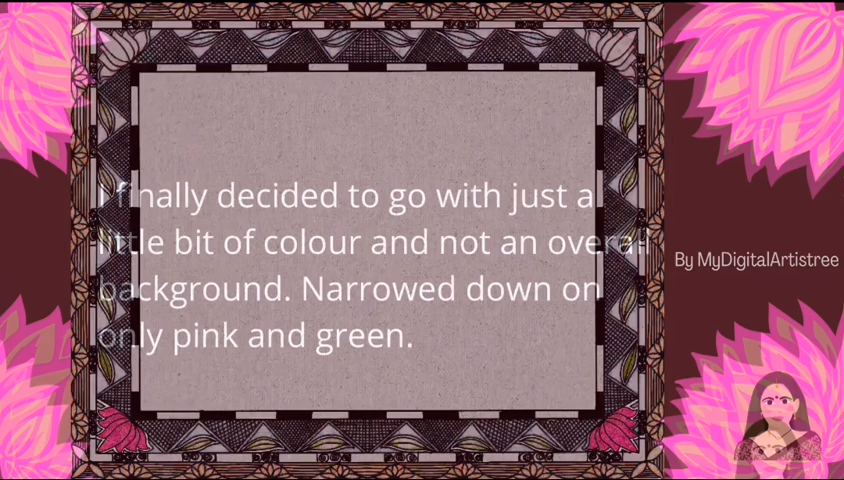 I finally decided to go with just a
little bit of colour and not an overall
background. Narrowed down on
only pink and green.
By MyDigitalArtistree